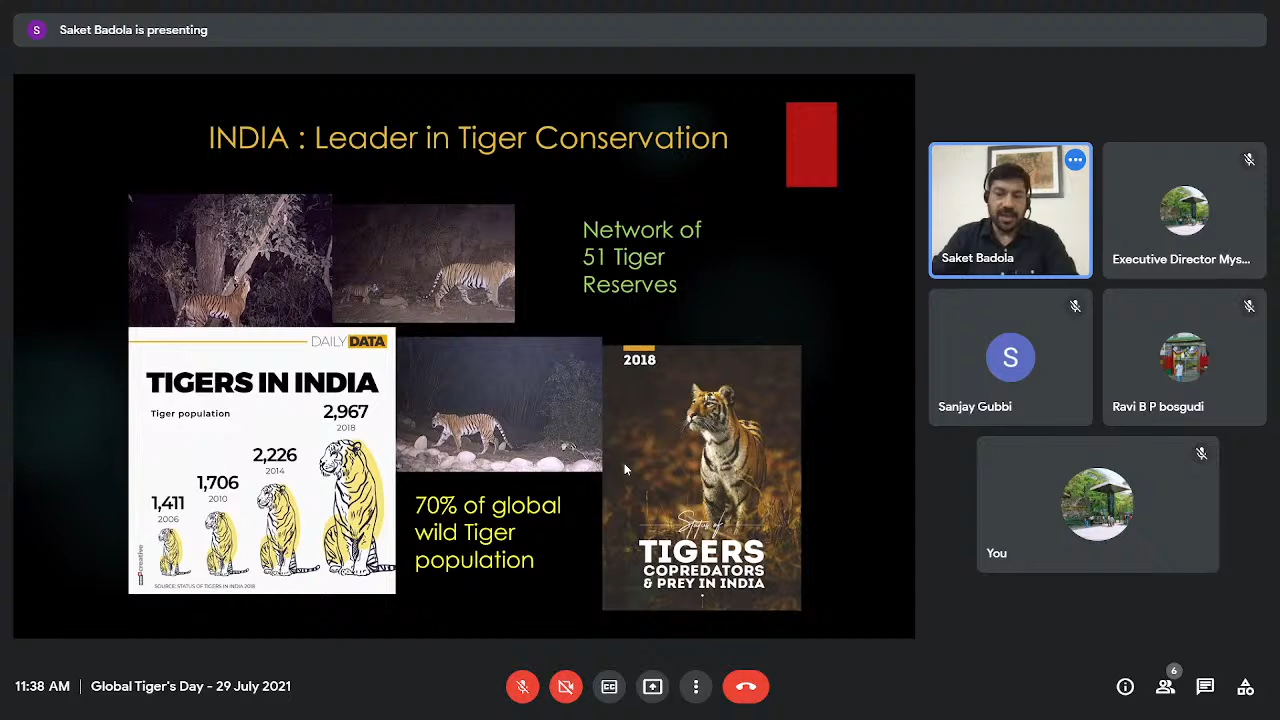 S
Saket Badola is presenting
INDIA : Leader in Tiger Conservation
Network of
51 Tiger
Reserves
DAILY DATA
TIGERS IN INDIA
Tiger population
2,967
2018
2,226
2014
1,706
2010
1,411
2006
creative
SOURCE: STATUS OF TIGERS IN INDIA 2018
70% of global
wild Tiger
population
2018
Status of
TIGERS
COPREDATORS
& PREY IN INDIA
Saket Badola
Executive Director Mys...
S
Sanjay Gubbi
Ravi B P bosgudi
You
11:38 AM | Global Tiger's Day - 29 July 2021
CC
6